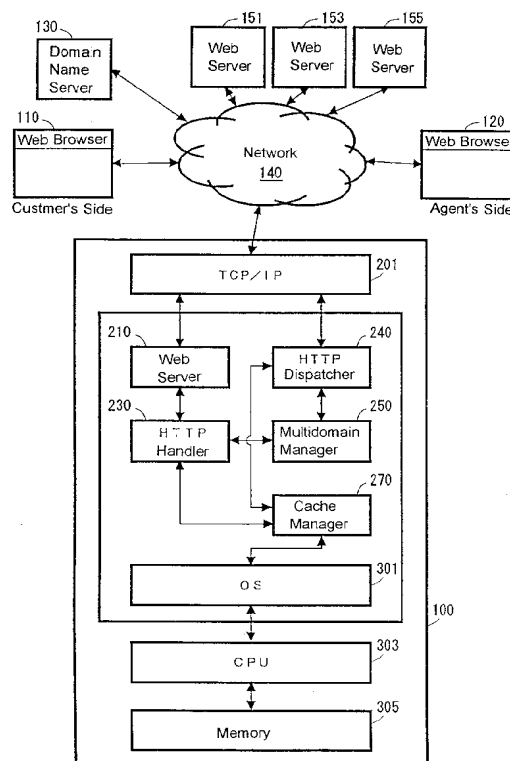 130
Domain
Name
Server
151
Web
Server
153
Web
Server
155
Web
Server
110
Web Browser
Custmer's Side
Network
140
120
Web Browser
Agent's Side
TCP/IP
201
210
Web
Server
240
HTTP
Dispatcher
230
HTTP
Handler
250
Multidomain
Manager
270
Cache
Manager
OS
301
100
CPU
303
Memory
305